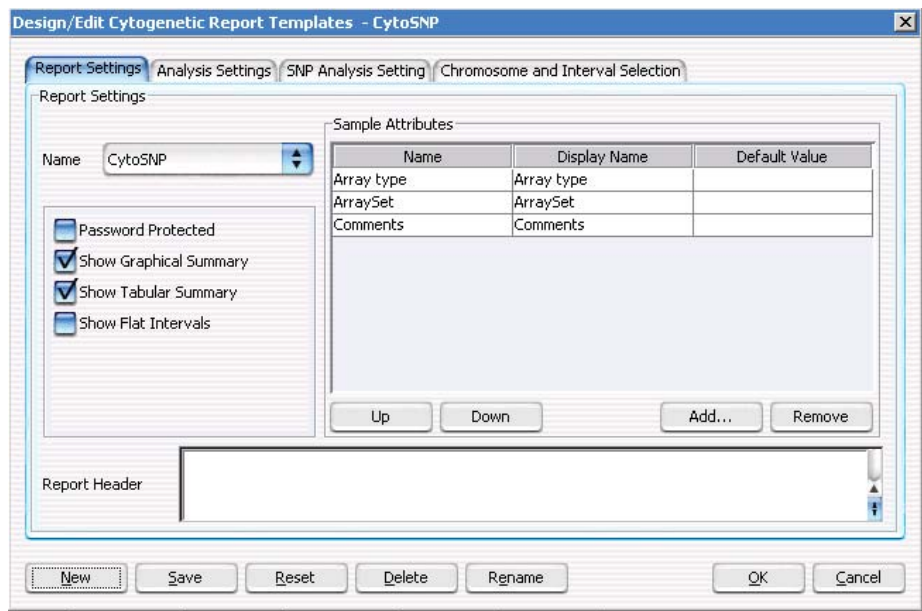 Design/Edit Cytogenetic Report Templates - CytoSNP
Report Settings Analysis Settings SNP Analysis Setting Chromosome and Interval Selection
Report Settings
Name CytoSNP
Password Protected
Show Graphical Summary
Show Tabular Summary
Show Flat Intervals
Sample Attributes
Name Display Name Default Value
Array type Array type
ArraySet ArraySet
Comments Comments
Up Down Add... Remove
Report Header
New Save Reset Delete Rename OK Cancel